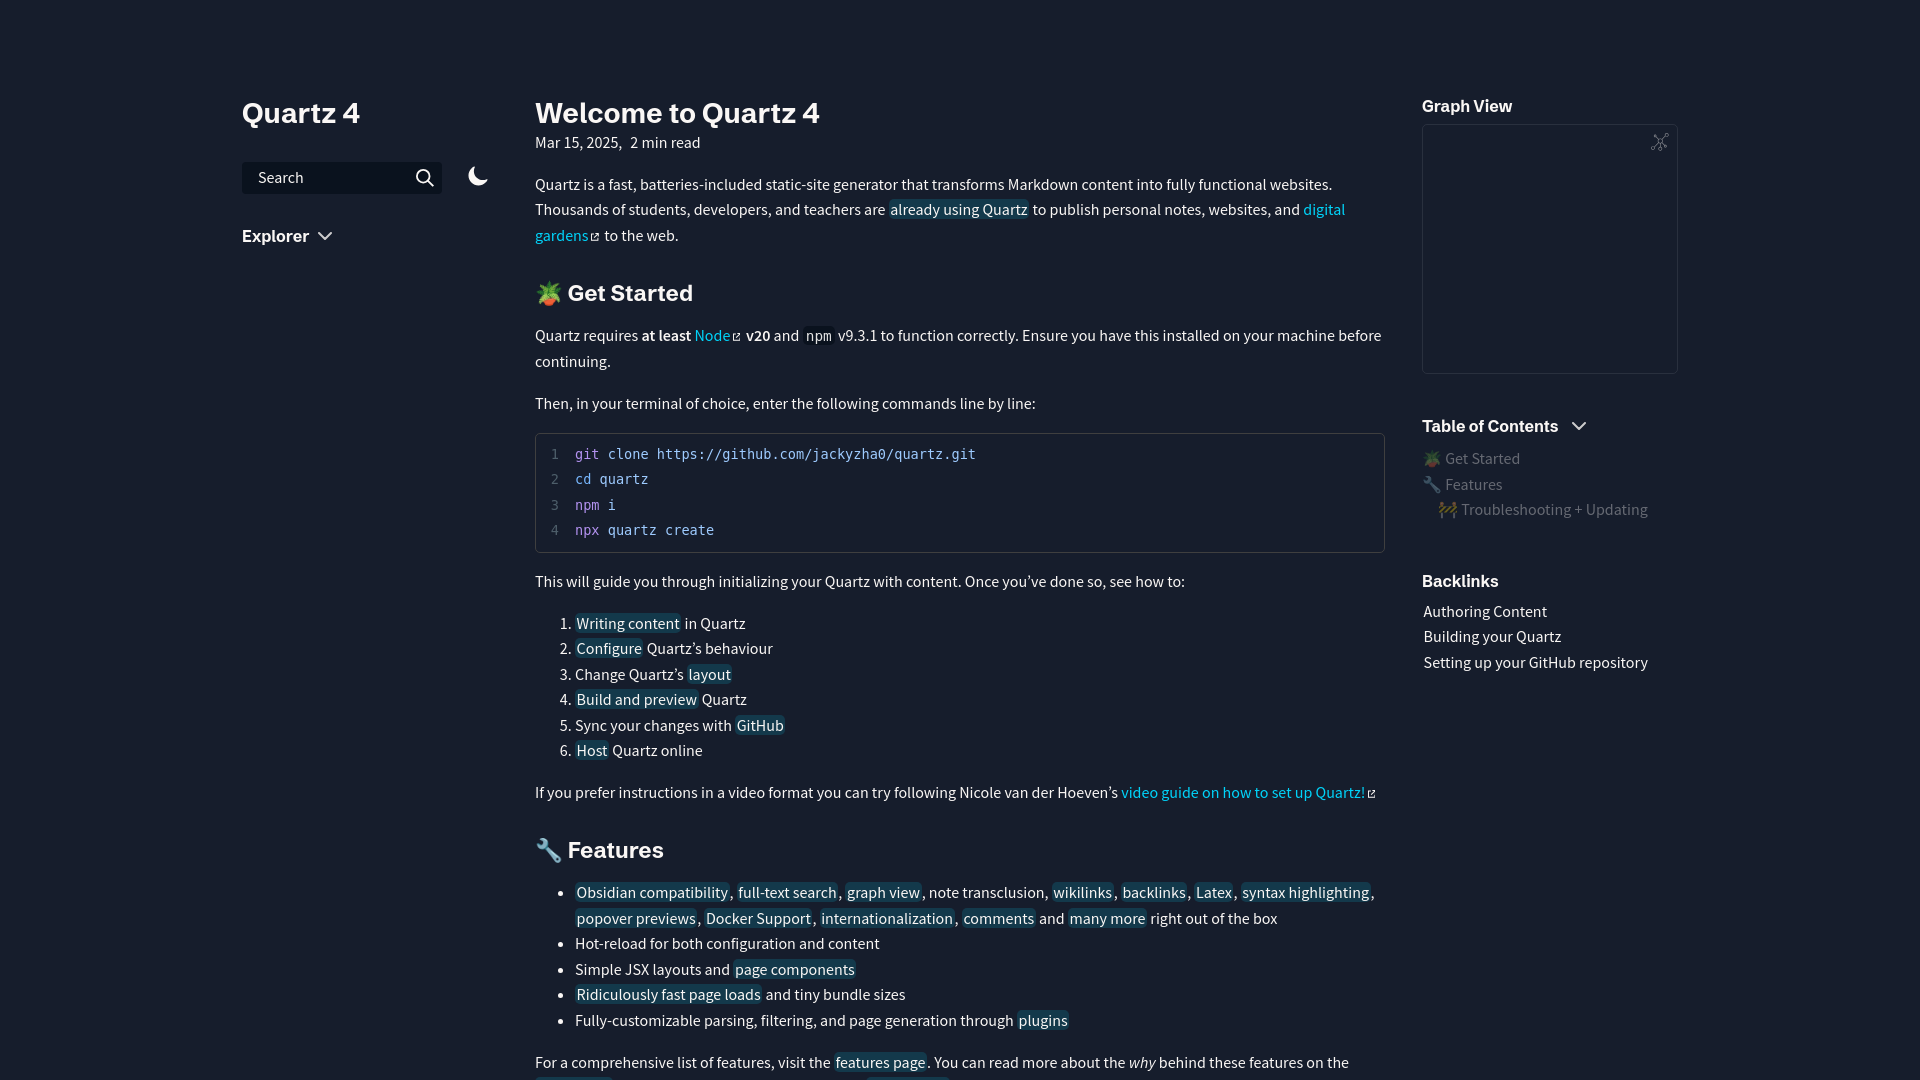 Quartz 4
Search
Explorer
Welcome to Quartz 4
Mar 15, 2025, 2 min read
Quartz is a fast, batteries-included static-site generator that transforms Markdown content into fully functional websites.
Thousands of students, developers, and teachers are already using Quartz to publish personal notes, websites, and digital
gardens to the web.
🪴 Get Started
Quartz requires at least Node v20 and npm v9.3.1 to function correctly. Ensure you have this installed on your machine before
continuing.
Then, in your terminal of choice, enter the following commands line by line:
1 git clone https://github.com/jackyzha0/quartz.git
2 cd quartz
3 npm i
4 npx quartz create
This will guide you through initializing your Quartz with content. Once you’ve done so, see how to:
1. Writing content in Quartz
2. Configure Quartz’s behaviour
3. Change Quartz’s layout
4. Build and preview Quartz
5. Sync your changes with GitHub
6. Host Quartz online
If you prefer instructions in a video format you can try following Nicole van der Hoeven’s video guide on how to set up Quartz!
🔧 Features
• Obsidian compatibility, full-text search, graph view, note transclusion, wikilinks, backlinks, Latex, syntax highlighting,
popover previews, Docker Support, internationalization, comments and many more right out of the box
• Hot-reload for both configuration and content
• Simple JSX layouts and page components
• Ridiculously fast page loads and tiny bundle sizes
• Fully-customizable parsing, filtering, and page generation through plugins
For a comprehensive list of features, visit the features page. You can read more about the why behind these features on the
Graph View
Table of Contents
🪴 Get Started
🔧 Features
🚧 Troubleshooting + Updating
Backlinks
Authoring Content
Building your Quartz
Setting up your GitHub repository